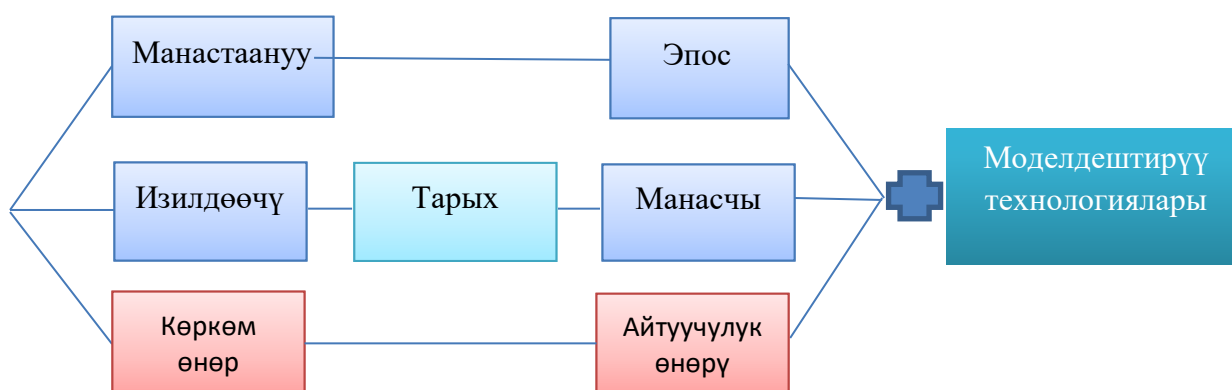 Манастаануу
Эпос
Изилдөөчү
Тарых
Манасчы
Моделдештирүү
технологиялары
Көркөм
өнөр
Айтуучулук
өнөрү